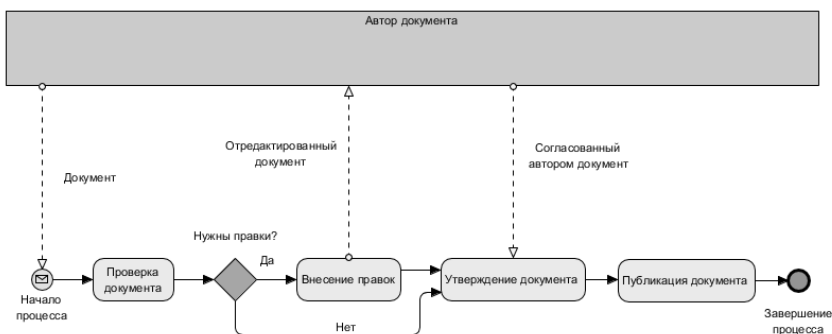 Автор документа
Отредактированный
документ
Согласованный
автором документ
Документ
Нужны правки?
Да
Проверка
документа
Внесение правок
Утверждение документа
Публикация документа
Начало
процесса
Нет
Завершение
процесса